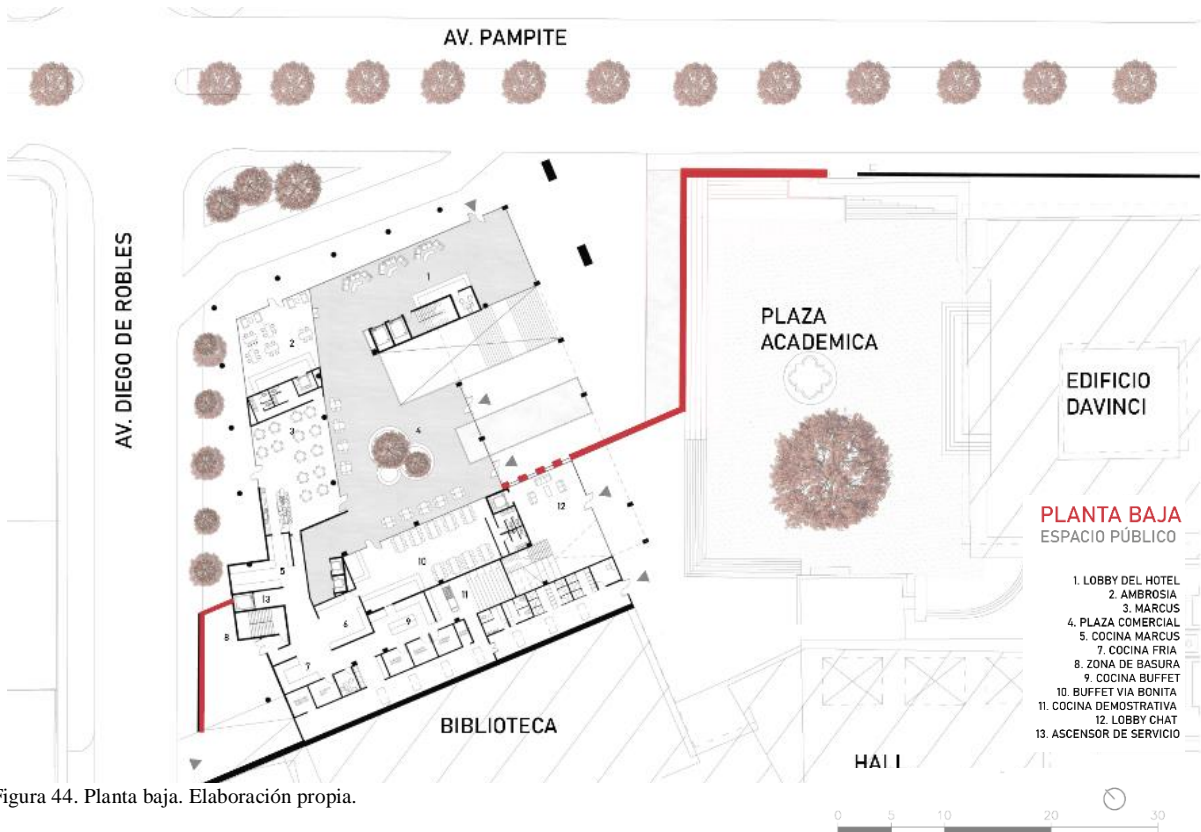 AV. PAMPITE
AV. DIEGO DE ROBLES
1
2
3
4
5
6
7
8
9
10
11
12
13
PLAZA
ACADEMICA
EDIFICIO
DAVINCI
BIBLIOTECA
HALL
PLANTA BAJA
ESPACIO PÚBLICO
1. LOBBY DEL HOTEL
2. AMBROSIA
3. MARCUS
4. PLAZA COMERCIAL
5. COCINA MARCUS
7. COCINA FRIA
8. ZONA DE BASURA
9. COCINA BUFFET
10. BUFFET VIA BONITA
11. COCINA DEMOSTRATIVA
12. LOBBY CHAT
13. ASCENSOR DE SERVICIO
Figura 44. Planta baja. Elaboración propia.
0 5 10 20 30